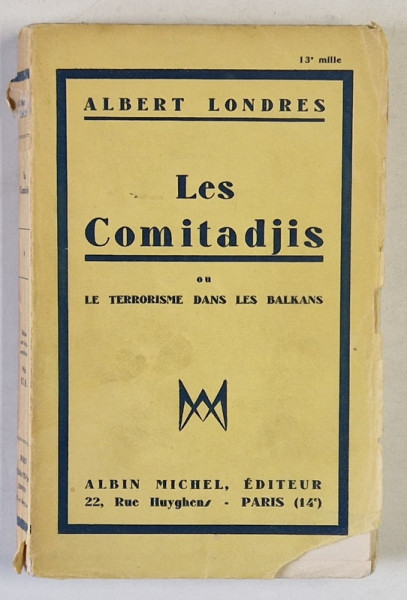 13e mille
ALBERT LONDRES
Les
Comitadjis
ou
LE TERRORISME DANS LES BALKANS
ALBIN MICHEL, ÉDITEUR
22, Rue Huyghens - PARIS (14e)